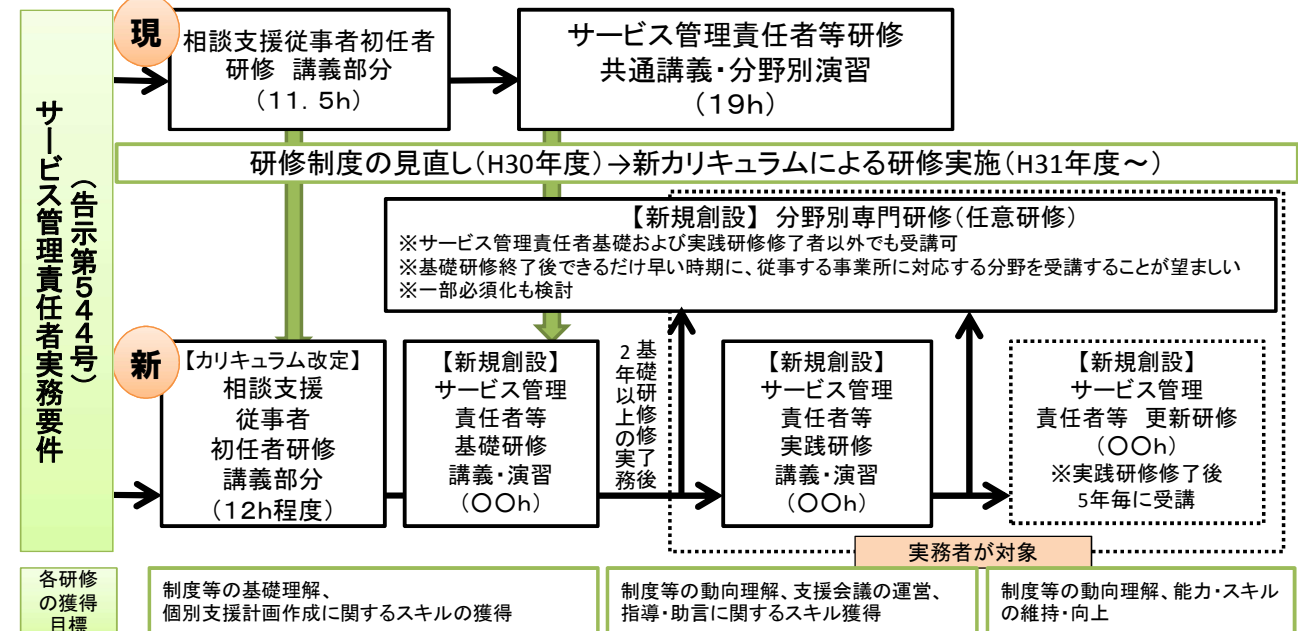 サービス管理責任者実務要件
(告示第544号)
現
相談支援従事者初任者
研修 講義部分
(11.5h)
サービス管理責任者等研修
共通講義・分野別演習
(19h)
研修制度の見直し(H30年度)→新カリキュラムによる研修実施(H31年度~)
【新規創設】 分野別専門研修(任意研修)
※サービス管理責任者基礎および実践研修修了者以外でも受講可
※基礎研修終了後できるだけ早い時期に、従事する事業所に対応する分野を受講することが望ましい
※一部必須化も検討
新
【カリキュラム改定】
相談支援
従事者
初任者研修
講義部分
(12h程度)
【新規創設】
サービス管理
責任者等
基礎研修
講義・演習
(〇〇h)
基礎研修修了後
2年以上の実務
【新規創設】
サービス管理
責任者等
実践研修
講義・演習
(〇〇h)
【新規創設】
サービス管理
責任者等 更新研修
(〇〇h)
※実践研修修了後
5年毎に受講
実務者が対象
各研修
の獲得
目標
制度等の基礎理解、
個別支援計画作成に関するスキルの獲得
制度等の動向理解、支援会議の運営、
指導・助言に関するスキル獲得
制度等の動向理解、能力・スキル
の維持・向上